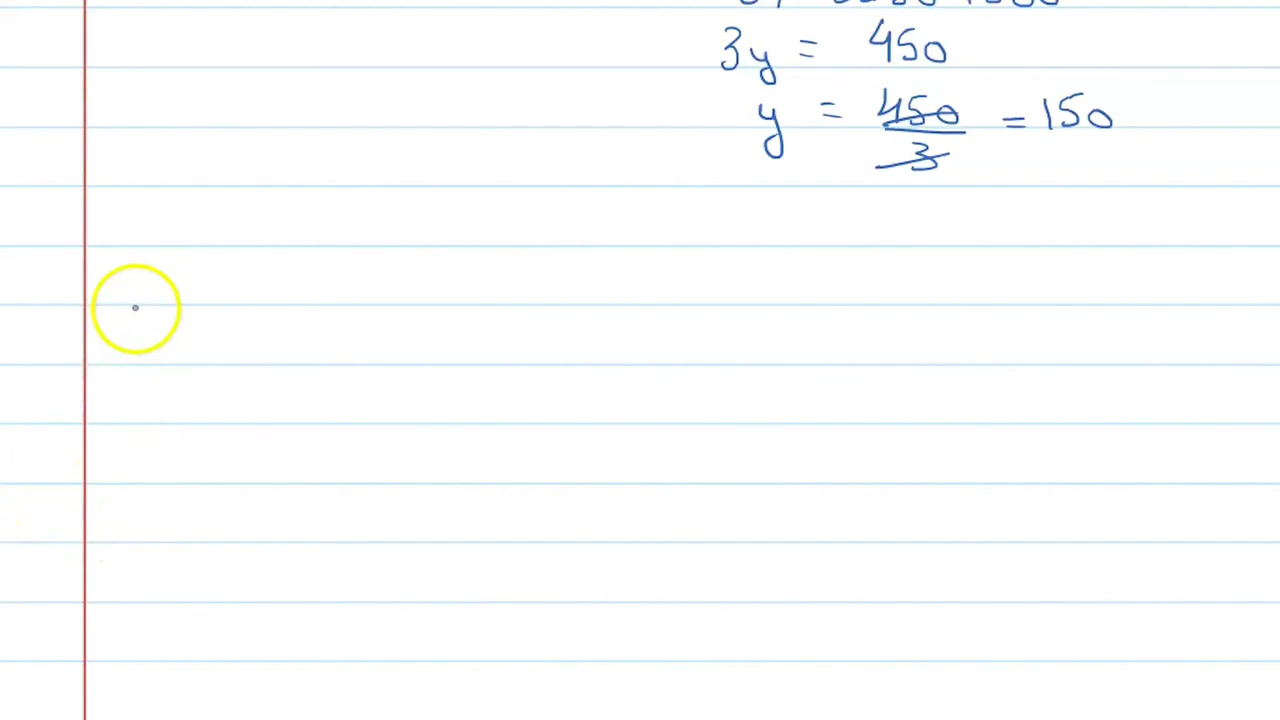 3y = 450
y = 450/3 = 150